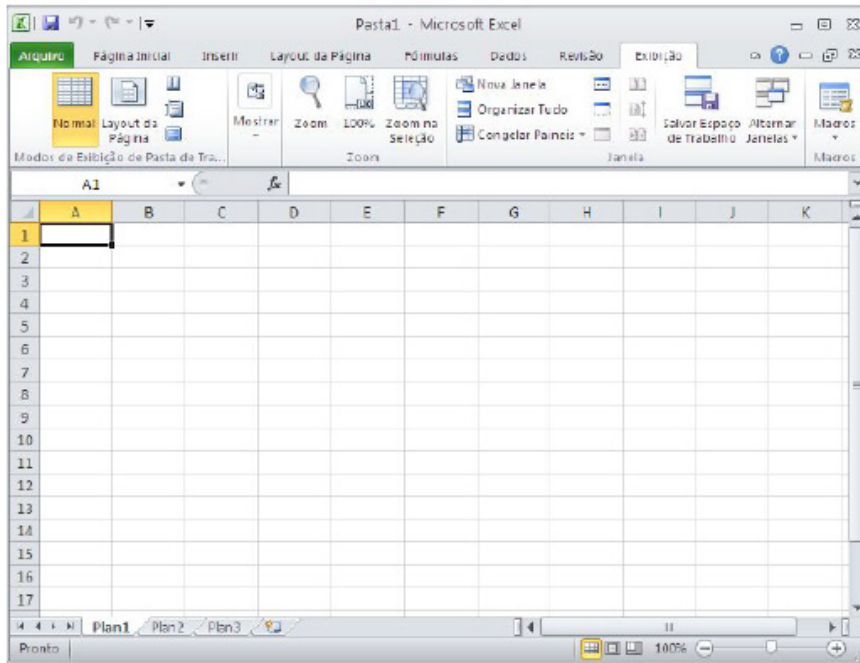 Pasta1 - Microsoft Excel
Arquivo Página Inicial Inserir Layout da Página Fórmulas Dados Revisão Exibição
Normal Layout da Página
Mostrar
Zoom 100% Zoom na Seleção
Nova Janela
Organizar Tudo
Congelar Painéis
Salvar Espaço de Trabalho
Alternar Janelas
Macros
Modos de Exibição de Pasta de Tra... Zoom Janela Macros
A1 fx
A B C D E F G H I J K
1
2
3
4
5
6
7
8
9
10
11
12
13
14
15
16
17
Plan1 Plan2 Plan3
Pronto 100%